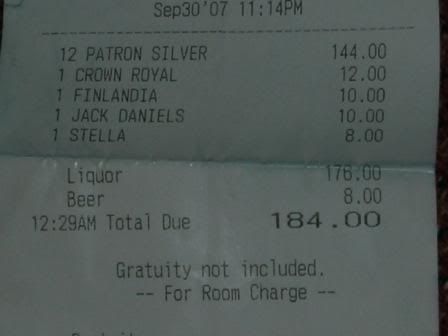 Sep30'07 11:14PM
12 PATRON SILVER 144.00
1 CROWN ROYAL 12.00
1 FINLANDIA 10.00
1 JACK DANIELS 10.00
1 STELLA 8.00
Liquor 176.00
Beer 8.00
12:29AM Total Due 184.00
Gratuity not included.
-- For Room Charge --